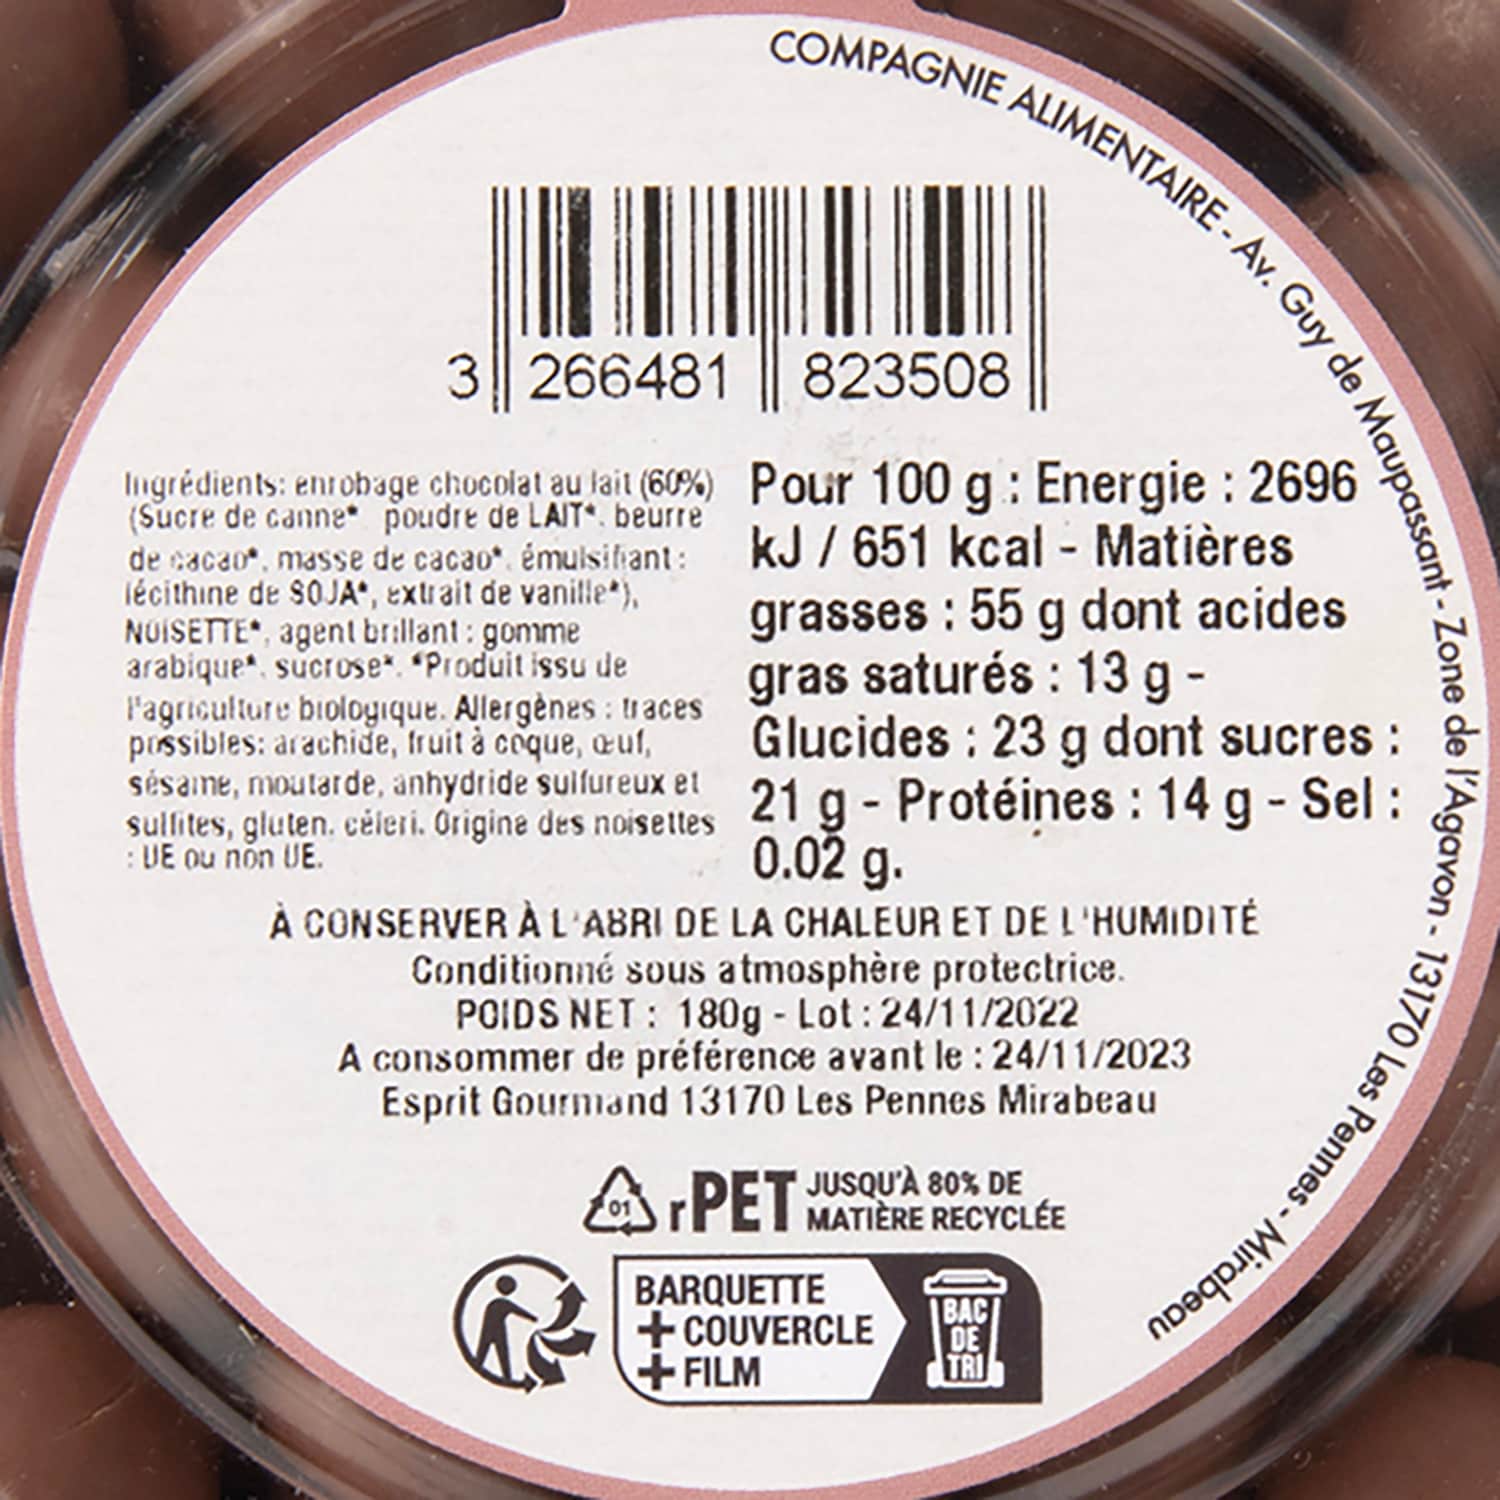 COMPAGNIE ALIMENTAIRE - Av. Guy de Maupassant - Zone de l'Agavon - 13170 Les Pennes - Mirabeau
3 266481 823508
Ingrédients: enrobage chocolat au lait (60%)
(Sucre de canne* poudre de LAIT*. beurre
de cacao*, masse de cacao*. émulsifiant :
lécithine de SOJA*, extrait de vanille*),
NOISETTE*, agent brillant : gomme
arabique*. sucrose*. *Produit issu de
l'agriculture biologique. Allergènes : traces
possibles: arachide, fruit à coque, œuf,
sésame, moutarde, anhydride sulfureux et
sulfites, gluten. céleri. Origine des noisettes
: UE ou non UE.
Pour 100 g : Energie : 2696
kJ / 651 kcal - Matières
grasses : 55 g dont acides
gras saturés : 13 g -
Glucides : 23 g dont sucres :
21 g - Protéines : 14 g - Sel :
0.02 g.
À CONSERVER À L'ABRI DE LA CHALEUR ET DE L'HUMIDITÉ
Conditionné sous atmosphère protectrice.
POIDS NET : 180g - Lot : 24/11/2022
A consommer de préférence avant le : 24/11/2023
Esprit Gourmand 13170 Les Pennes Mirabeau
01 rPET JUSQU'À 80% DE
MATIÈRE RECYCLÉE
BARQUETTE
+ COUVERCLE
+ FILM
BAC
DE
TRI